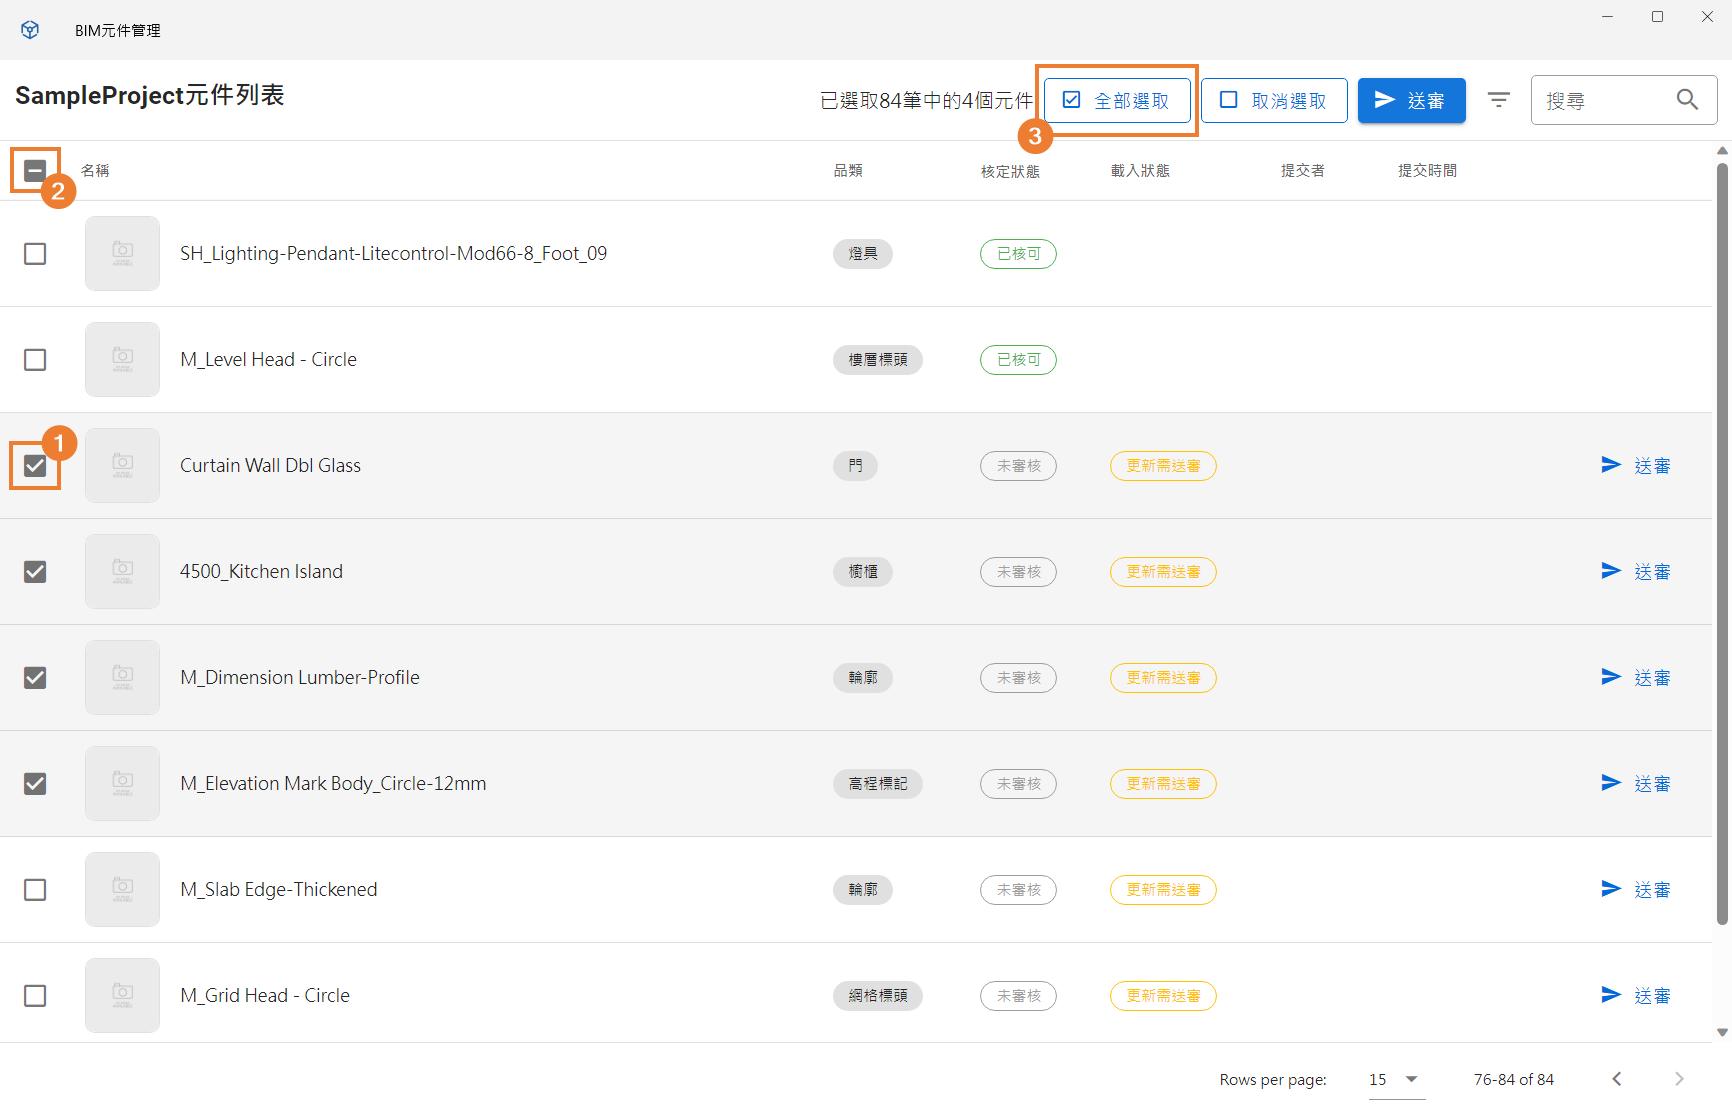 BIM元件管理
SampleProject元件列表
已選取84筆中的4個元件
全部選取
取消選取
送審
搜尋
3
2
名稱
品類
核定狀態
載入狀態
提交者
提交時間
SH_Lighting-Pendant-Litecontrol-Mod66-8_Foot_09
燈具
已核可
M_Level Head - Circle
樓層標頭
已核可
1
Curtain Wall Dbl Glass
門
未審核
更新需送審
送審
4500_Kitchen Island
櫥櫃
未審核
更新需送審
送審
M_Dimension Lumber-Profile
輪廓
未審核
更新需送審
送審
M_Elevation Mark Body_Circle-12mm
高程標記
未審核
更新需送審
送審
M_Slab Edge-Thickened
輪廓
未審核
更新需送審
送審
M_Grid Head - Circle
網格標頭
未審核
更新需送審
送審
Rows per page:
15
76-84 of 84